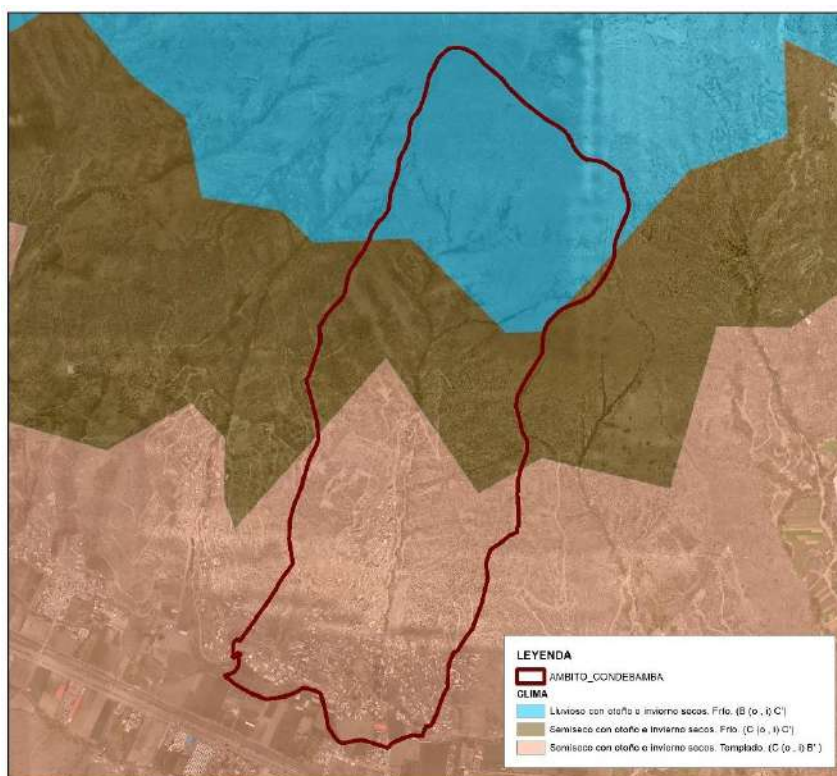 LEYENDA
AMBITO_CONDEBAMBA
CLIMA
Lluvioso con otoño e invierno secos. Frío. (B (o , i) C')
Semiseco con otoño e invierno secos. Frío. (C (o , i) C')
Semiseco con otoño e invierno secos. Templado. (C (o , i) B' )